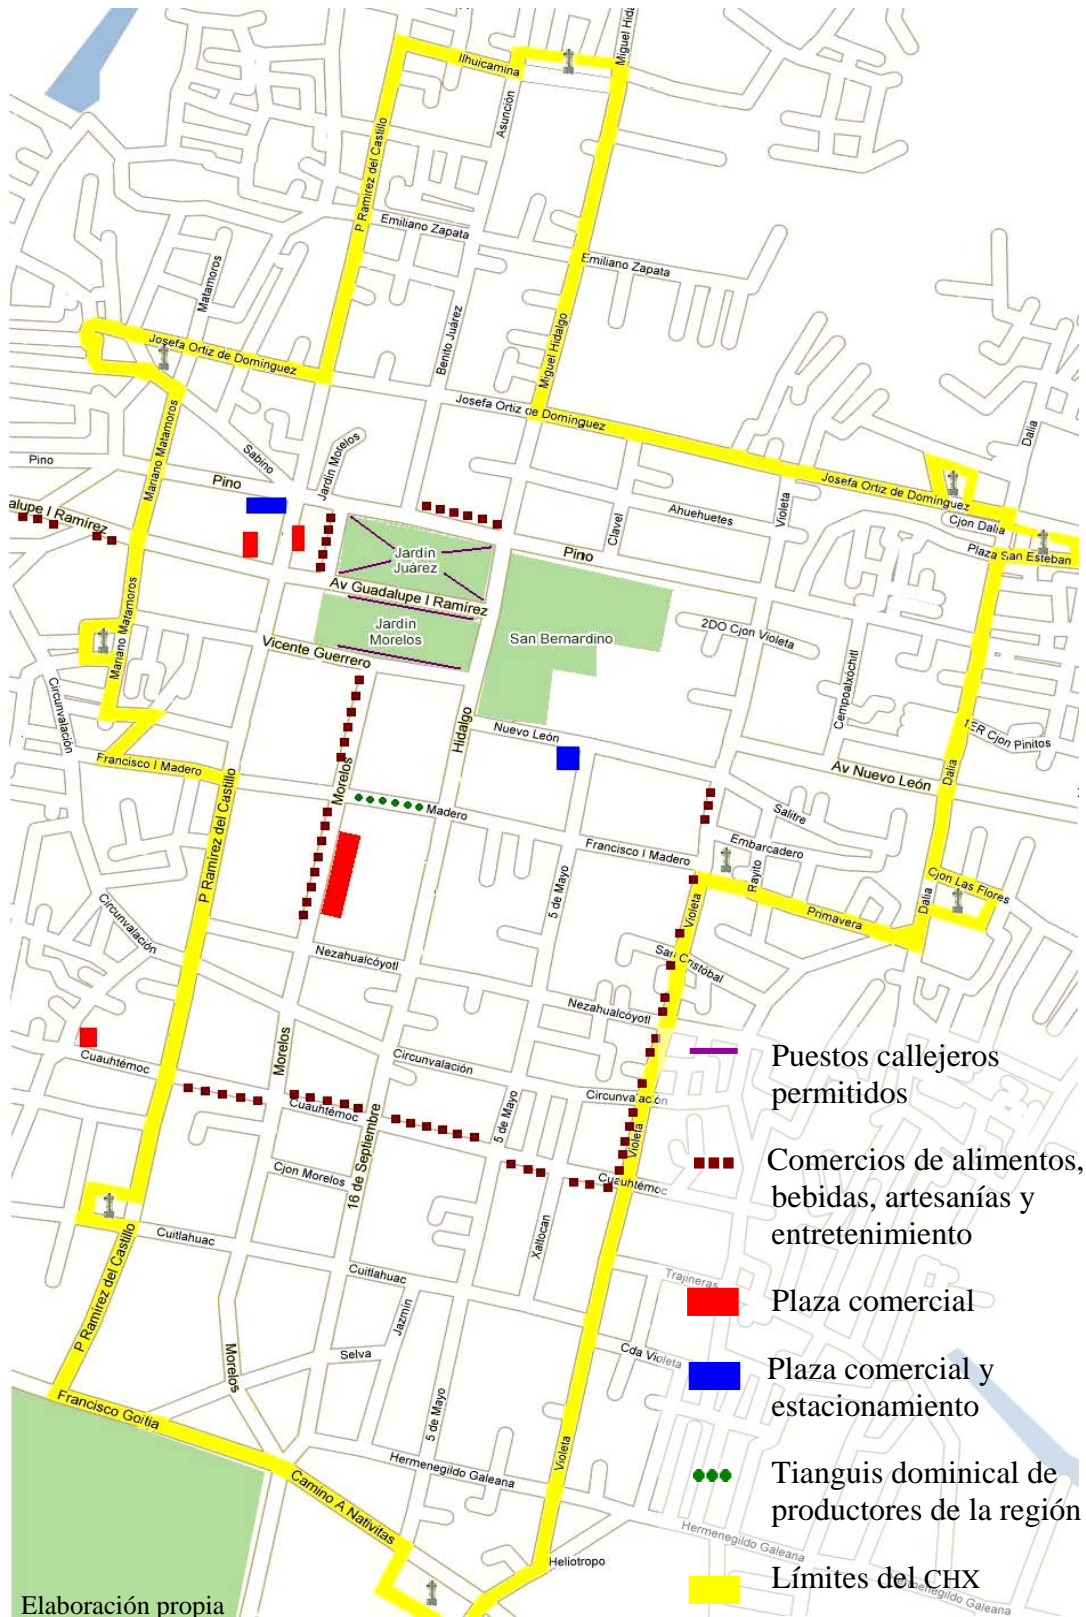 Miguel Hida
Ilhuicamina
Asunción
P Ramirez del Castillo
Emiliano Zapata
Emiliano Zapata
Matamoros
Benito Juárez
Miguel Hidalgo
Josefa Ortiz de Dominguez
Josefa Ortiz de Dominguez
Mariano Matamoros
Dalia
Jardin Morelos
Sabino
Pino
Pino
Josefa Ortiz de Dominguez
Violeta
Ahuehuetes
Clavel
Cjon Dalia
Plaza San Esteban
alupe I Ramírez
Pino
Jardín
Juárez
Av Guadalupe I Ramírez
Jardín
Morelos
San Bernardino
2DO Cjon Violeta
Vicente Guerrero
Mariano Matamoros
Cempoalxóchitl
Circunvalación
Hidalgo
Nuevo León
1ER Cjon Pinitos
Francisco I Madero
Av Nuevo León
Dalia
Morelos
Madero
P Ramirez del Castillo
Salitre
Embarcadero
Francisco I Madero
Rayito
Cjon Las Flores
5 de Mayo
Violeta
Primavera
Dalia
Circunvalación
Nezahualcóyotl
San Cristóbal
Nezahualcóyotl
Morelos
Cuauhtémoc
Circunvalación
Circunvalación
Cuauhtémoc
5 de Mayo
Violeta
16 de Septiembre
Cjon Morelos
Cuauhtémoc
Xaltocan
Cuitlahuac
Cuitlahuac
Trajineras
P Ramirez del Castillo
Jazmín
Selva
Cda Violeta
Morelos
5 de Mayo
Francisco Goitia
Violeta
Hermenegildo Galeana
Camino A Nativitas
Hermenegildo Galeana
Heliotropo
Hermenegildo Galeana
Puestos callejeros
permitidos
Comercios de alimentos,
bebidas, artesanías y
entretenimiento
Plaza comercial
Plaza comercial y
estacionamiento
Tianguis dominical de
productores de la región
Límites del CHX
Elaboración propia